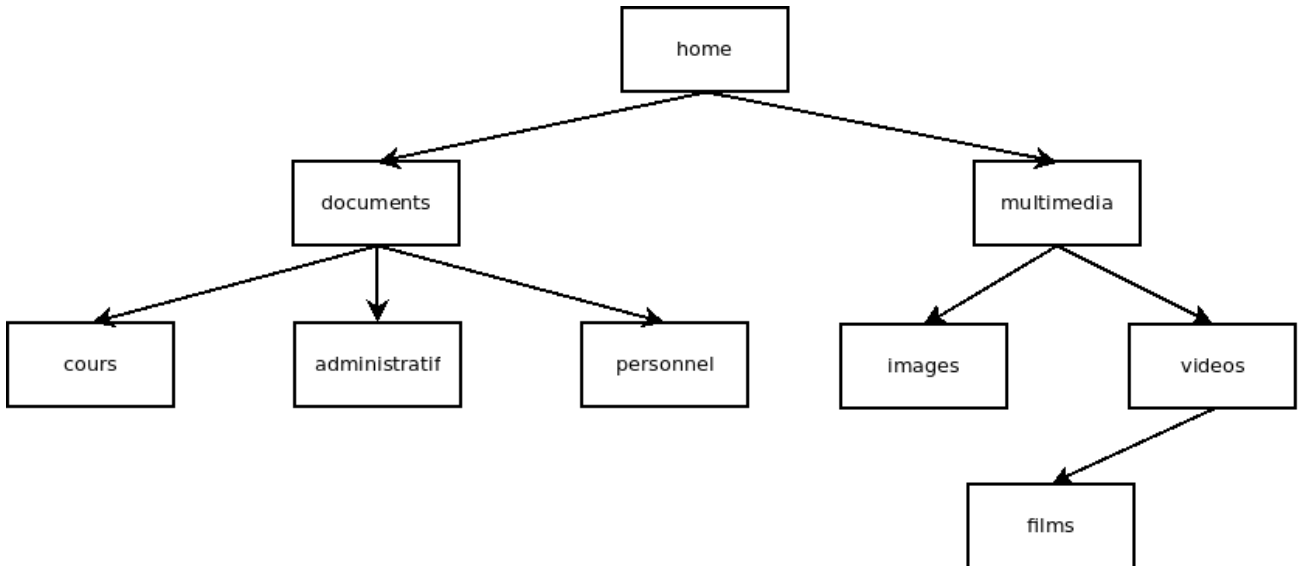 home
documents
multimedia
cours
administratif
personnel
images
videos
films